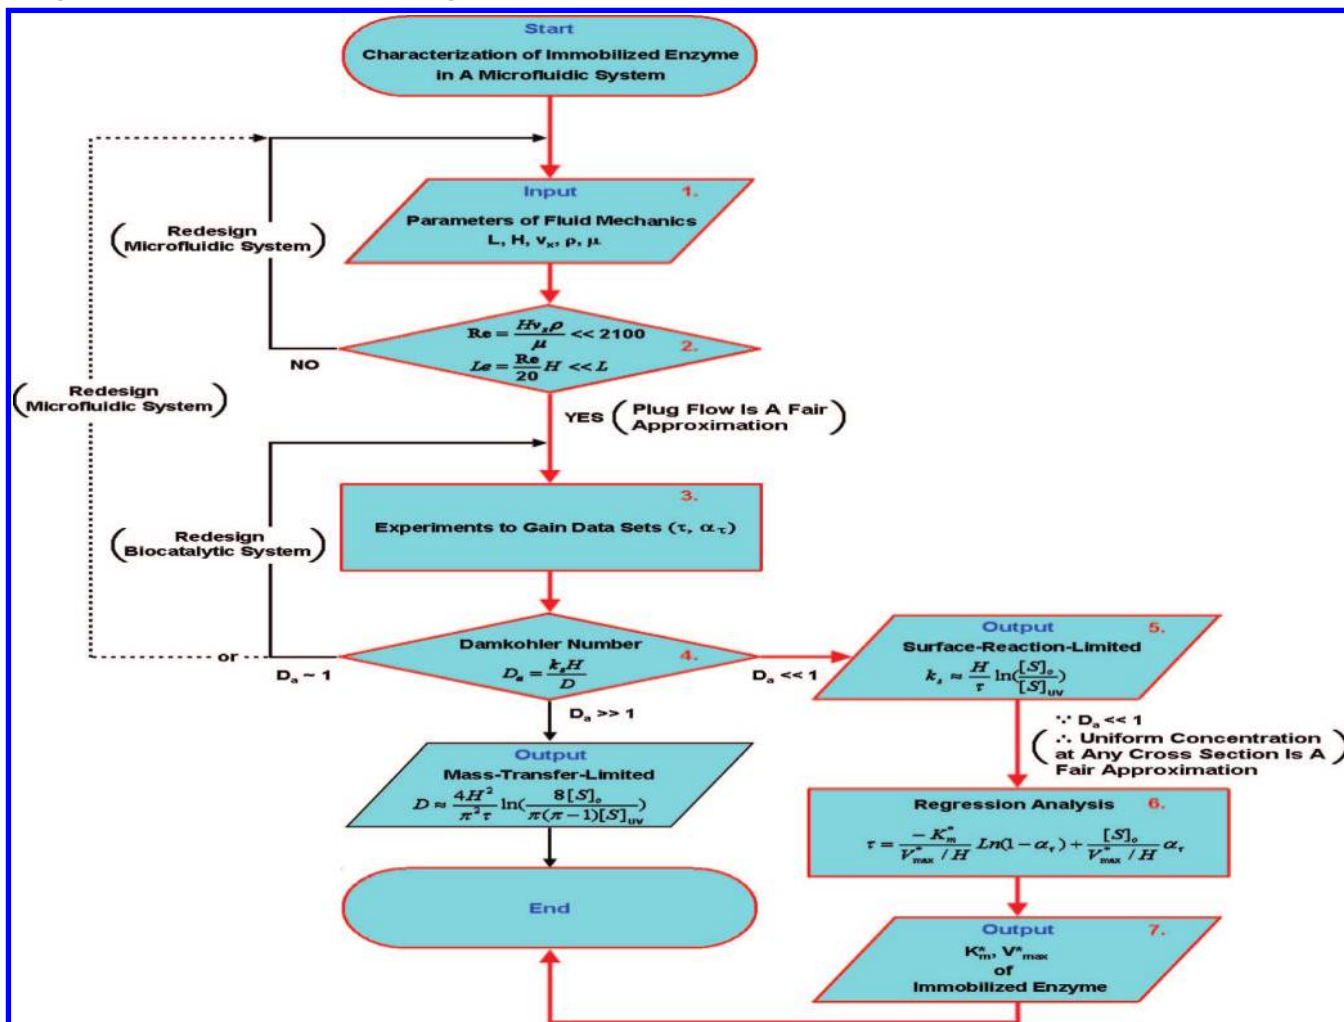 Start
Characterization of Immobilized Enzyme
in A Microfluidic System
Input
1.
Parameters of Fluid Mechanics
L, H, vₓ, ρ, μ
(Redesign
Microfluidic System)
Re = Hvₓρ/μ << 2100
2.
Le = Re/20 H << L
NO
(Redesign
Microfluidic System)
YES (Plug Flow Is A Fair
Approximation)
3.
Experiments to Gain Data Sets (τ, α_τ)
(Redesign
Biocatalytic System)
Damkohler Number
4.
Dₐ = kₛH/D
or
Dₐ ~ 1
Dₐ << 1
Output
5.
Surface-Reaction-Limited
kₛ ≈ H/τ ln([S]ₒ/[S]_uv)
Dₐ >> 1
Output
Mass-Transfer-Limited
D ≈ 4H²/π²τ ln(8[S]ₒ/π(π−1)[S]_uv)
(∵ Dₐ << 1
∴ Uniform Concentration
at Any Cross Section Is A
Fair Approximation)
Regression Analysis
6.
τ = −K*ₘ/V*ₘₐₓ/H Ln(1−α_τ) + [S]ₒ/V*ₘₐₓ/H α_τ
End
Output
7.
K*ₘ, V*ₘₐₓ
of
Immobilized Enzyme